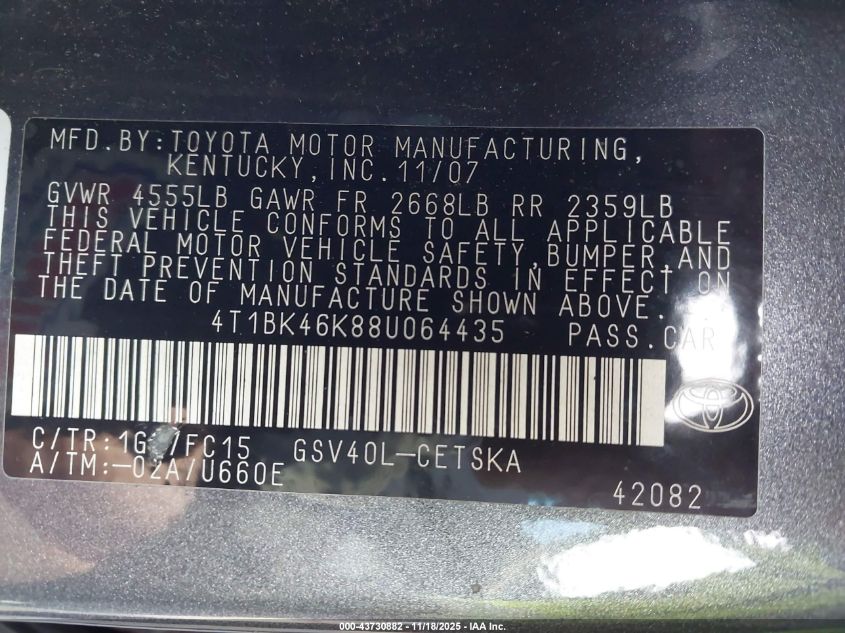 MFD.BY:TOYOTA MOTOR MANUFACTURING,
KENTUCKY,INC.11/07
GVWR 4555LB GAWR FR 2668LB RR 2359LB
THIS VEHICLE CONFORMS TO ALL APPLICABLE
FEDERAL MOTOR VEHICLE SAFETY,BUMPER,AND
THEFT PREVENTION STANDARDS IN EFFECT ON
THE DATE OF MANUFACTURE SHOWN ABOVE.
4T1BK46K88U064435 PASS.CAR
C/TR: /FC15 GSV40L-CETSKA
A/TM:-02A/U660E
42082
000-43730882 - 11/18/2025 - IAA Inc.